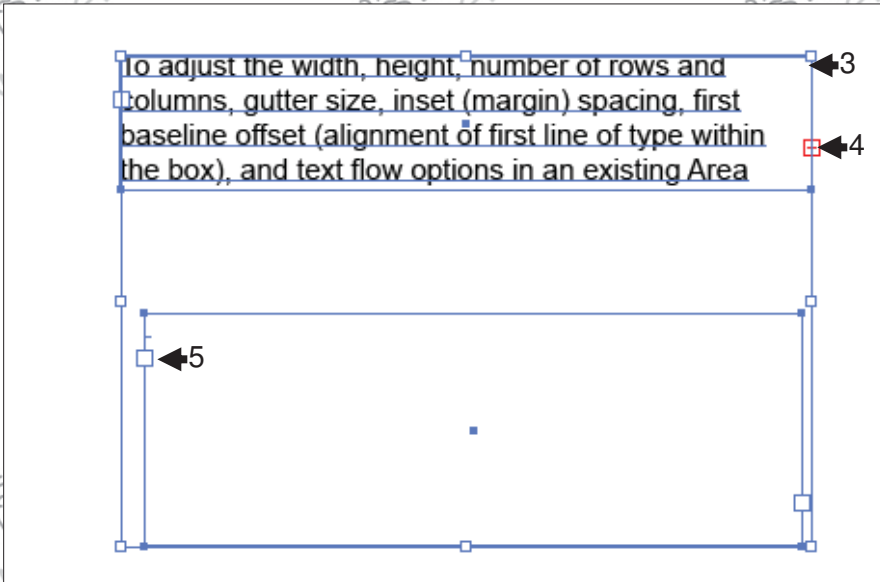 To adjust the width, height, number of rows and
columns, gutter size, inset (margin) spacing, first
baseline offset (alignment of first line of type within
the box), and text flow options in an existing Area
3
4
5